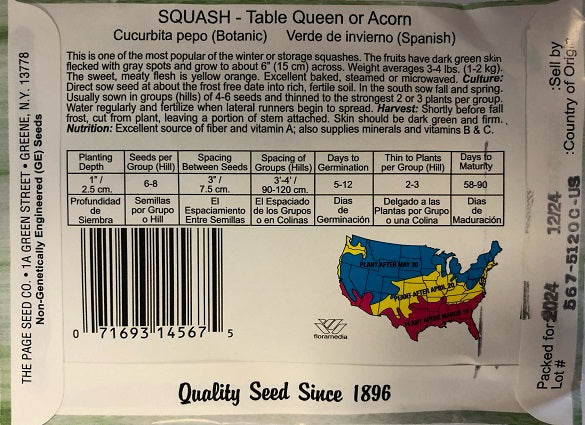 SQUASH - Table Queen or Acorn
Cucurbita pepo (Botanic) Verde de invierno (Spanish)
This is one of the most popular of the winter or storage squashes. The fruits have dark green skin
flecked with gray spots and grow to about 6" (15 cm) across. Weight averages 3-4 lbs. (1-2 kg).
The sweet, meaty flesh is yellow orange. Excellent baked, steamed or microwaved. Culture:
Direct sow seed at about the frost free date into rich, fertile soil. In the south sow fall and spring.
Usually sown in groups (hills) of 4-6 seeds and thinned to the strongest 2 or 3 plants per group.
Water regularly and fertilize when lateral runners begin to spread. Harvest: Shortly before fall
frost, cut from plant, leaving a portion of stem attached. Skin should be dark green and firm.
Nutrition: Excellent source of fiber and vitamin A; also supplies minerals and vitamins B & C.
Planting Depth Seeds per Group (Hill) Spacing Between Seeds Spacing of Groups (Hills) Days to Germination Thin to Plants per Group (Hill) Days to Maturity
1" / 2.5 cm. 6-8 3" / 7.5 cm. 3'-4' / 90-120 cm. 5-12 2-3 58-90
Profundidad de Siembra Semillas por Grupo o Hill El Espaciamiento Entre Semillas El Espaciado de los Grupos o en Colinas Dias de Germinación Delgado a las Plantas por Grupo o una Colina Dias de Maduración
PLANT AFTER MAY 30
PLANT AFTER APRIL 20
PLANT AFTER MARCH
0 71693 14567 5
floramedia
Quality Seed Since 1896
THE PAGE SEED CO. • 1A GREEN STREET • GREENE, N.Y. 13778
Non-Genetically Engineered (GE) Seeds
Packed for 2024
Lot #
:Sell by 12/24
:Country of Origin
567-5120C-US